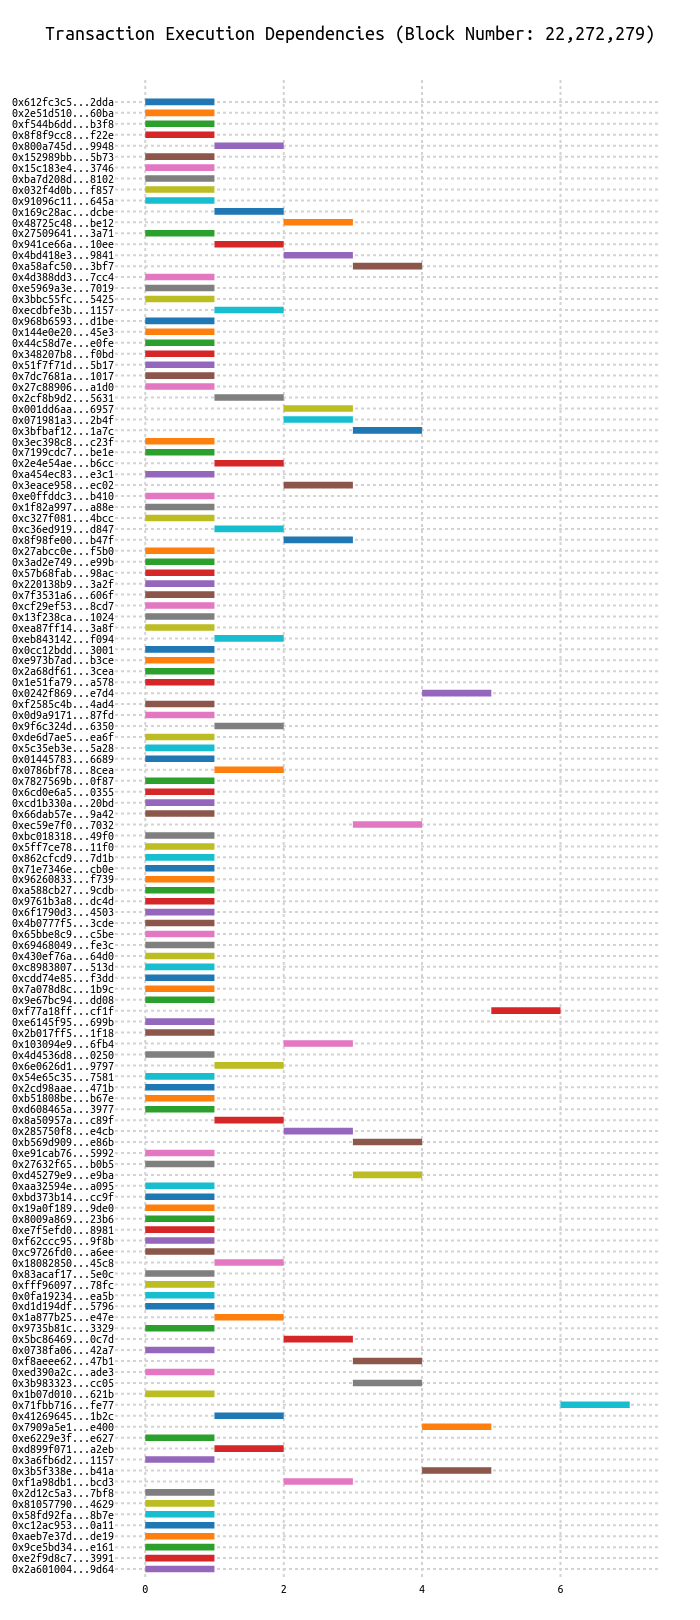 Transaction Execution Dependencies (Block Number: 22,272,279)
0x612fc3c5...2dda
0x2e51d510...60ba
0xf544b6dd...b3f8
0x8f8f9cc8...f22e
0x800a745d...9948
0x152989bb...5b73
0x15c183e4...3746
0xba7d208d...8102
0x032f4d0b...f857
0x91096c11...645a
0x169c28ac...dcbe
0x48725c48...be12
0x27509641...3a71
0x941ce66a...10ee
0x4bd418e3...9841
0xa58afc50...3bf7
0x4d388dd3...7cc4
0xe5969a3e...7019
0x3bbc55fc...5425
0xecdbfe3b...1157
0x968b6593...d1be
0x144e0e20...45e3
0x44c58d7e...e0fe
0x348207b8...f0bd
0x51f7f71d...5b17
0x7dc7681a...1017
0x27c88906...a1d0
0x2cf8b9d2...5631
0x001dd6aa...6957
0x071981a3...2b4f
0x3bfbaf12...1a7c
0x3ec398c8...c23f
0x7199cdc7...be1e
0x2e4e54ae...b6cc
0xa454ec83...e3c1
0x3eace958...ec02
0xe0ffddc3...b410
0x1f82a997...a88e
0xc327f081...4bcc
0xc36ed919...d847
0x8f98fe00...b47f
0x27abcc0e...f5b0
0x3ad2e749...e99b
0x57b68fab...98ac
0x220138b9...3a2f
0x7f3531a6...606f
0xcf29ef53...8cd7
0x13f238ca...1024
0xea87ff14...3a8f
0xeb843142...f094
0x0cc12bdd...3001
0xe973b7ad...b3ce
0x2a68df61...3cea
0x1e51fa79...a578
0x0242f869...e7d4
0xf2585c4b...4ad4
0x0d9a9171...87fd
0x9f6c324d...6350
0xde6d7ae5...ea6f
0x5c35eb3e...5a28
0x01445783...6689
0x0786bf78...8cea
0x7827569b...0f87
0x6cd0e6a5...0355
0xcd1b330a...20bd
0x66dab57e...9a42
0xec59e7f0...7032
0xbc018318...49f0
0x5ff7ce78...11f0
0x862cfcd9...7d1b
0x71e7346e...cb0e
0x96260833...f739
0xa588cb27...9cdb
0x9761b3a8...dc4d
0x6f1790d3...4503
0x4b0777f5...3cde
0x65bbe8c9...c5be
0x69468049...fe3c
0x430ef76a...64d0
0xc8983807...513d
0xcdd74e85...f3dd
0x7a078d8c...1b9c
0x9e67bc94...dd08
0xf77a18ff...cf1f
0xe6145f95...699b
0x2b017ff5...1f18
0x103094e9...6fb4
0x4d4536d8...0250
0x6e0626d1...9797
0x54e65c35...7581
0x2cd98aae...471b
0xb51808be...b67e
0xd608465a...3977
0x8a50957a...c89f
0x285750f8...e4cb
0xb569d909...e86b
0xe91cab76...5992
0x27632f65...b0b5
0xd45279e9...e9ba
0xaa32594e...a095
0xbd373b14...cc9f
0x19a0f189...9de0
0x8009a869...23b6
0xe7f5efd0...8981
0xf62ccc95...9f8b
0xc9726fd0...a6ee
0x18082850...45c8
0x83acaf17...5e0c
0xfff96097...78fc
0x0fa19234...ea5b
0xd1d194df...5796
0x1a877b25...e47e
0x9735b81c...3329
0x5bc86469...0c7d
0x0738fa06...42a7
0xf8aeee62...47b1
0xed390a2c...ade3
0x3b983323...cc05
0x1b07d010...621b
0x71fbb716...fe77
0x41269645...1b2c
0x7909a5e1...e400
0xe6229e3f...e627
0xd899f071...a2eb
0x3a6fb6d2...1157
0x3b5f338e...b41a
0xf1a98db1...bcd3
0x2d12c5a3...7bf8
0x81057790...4629
0x58fd92fa...8b7e
0xc12ac953...0a11
0xaeb7e37d...de19
0x9ce5bd34...e161
0xe2f9d8c7...3991
0x2a601004...9d64
0 2 4 6